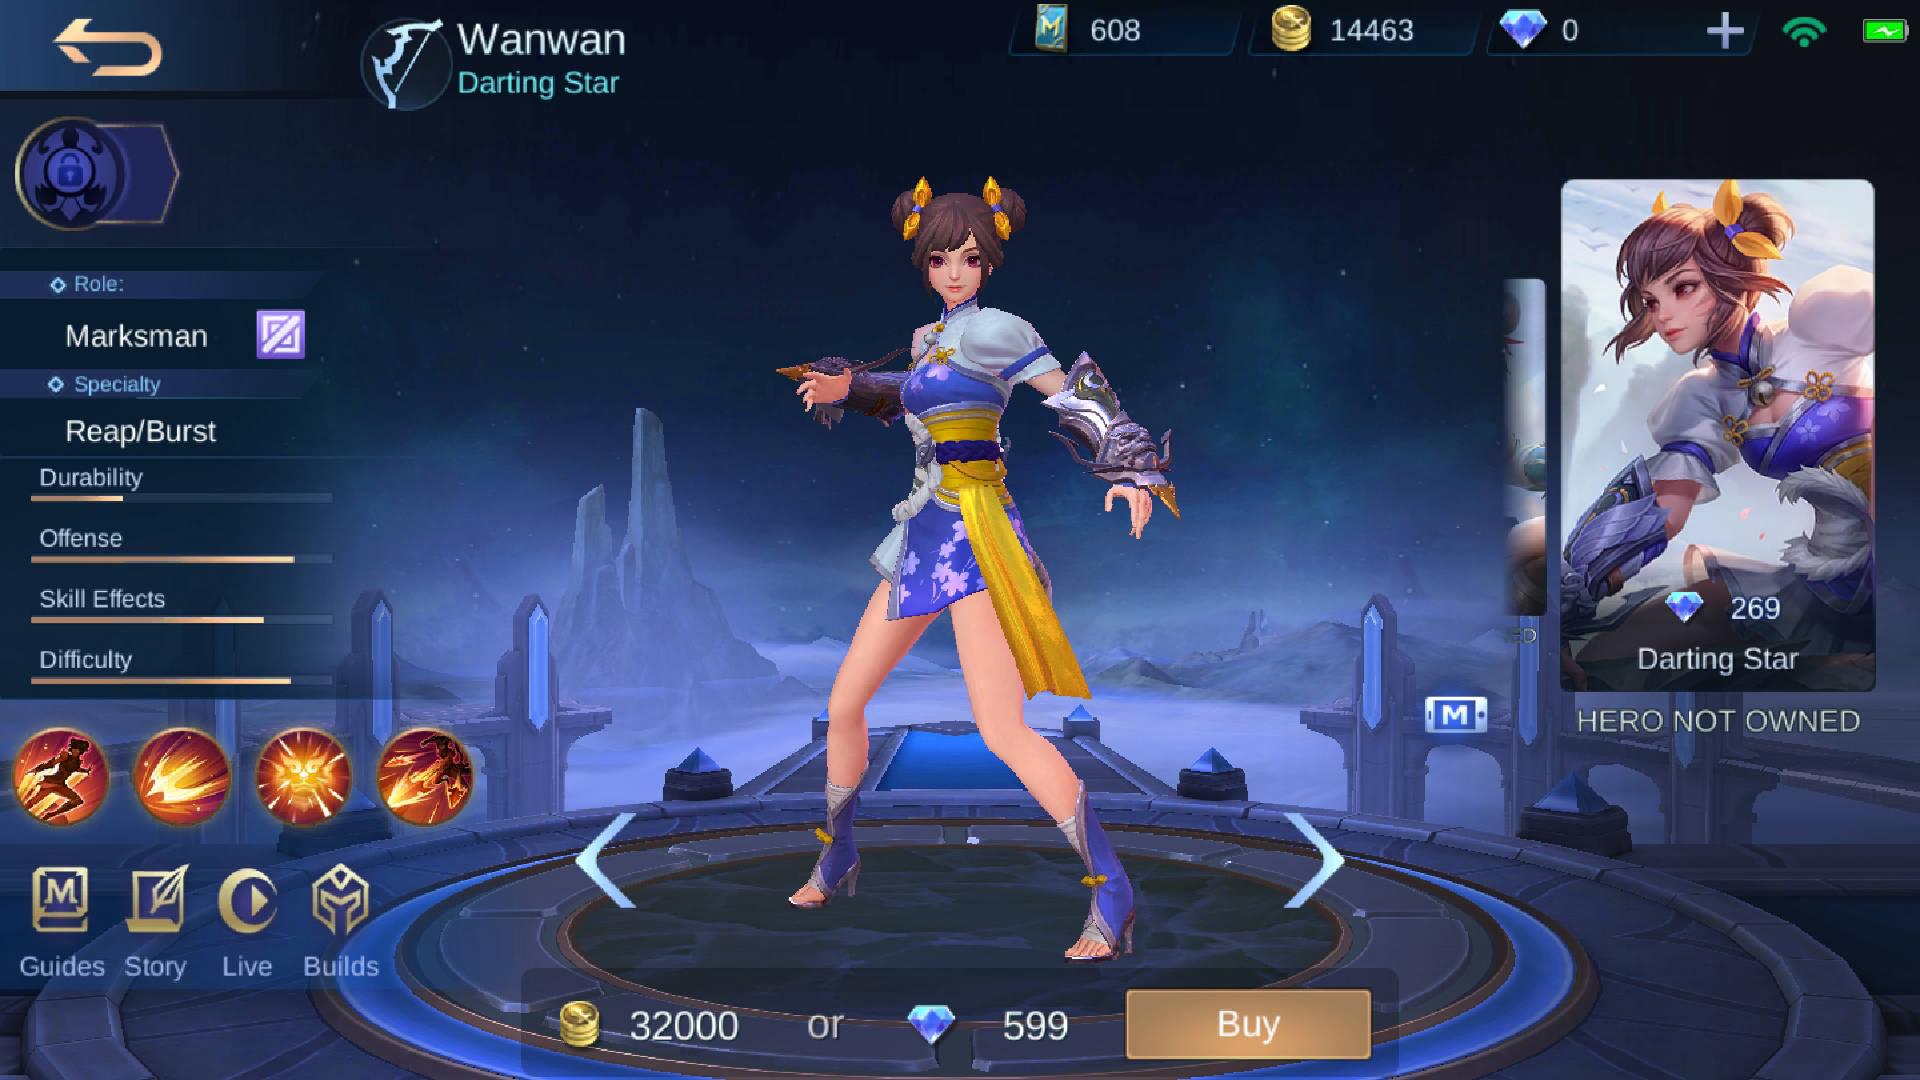 Wanwan
Darting Star
608
14463
0
Role:
Marksman
Specialty
Reap/Burst
Durability
Offense
Skill Effects
Difficulty
M
Guides
Story
Live
Builds
32000 or 599
Buy
ED
M
269
Darting Star
HERO NOT OWNED